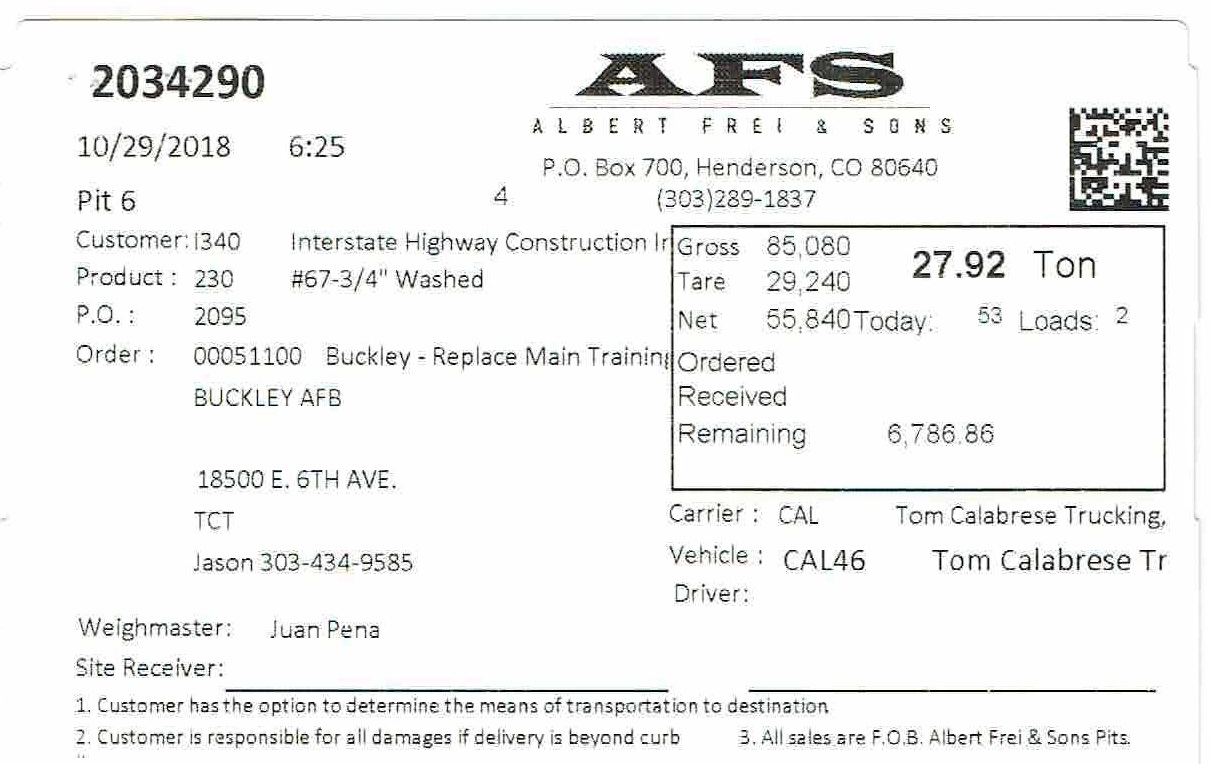 2034290
AFS
ALBERT FREI & SONS
10/29/2018 6:25
P.O. Box 700, Henderson, CO 80640
Pit 6 4 (303)289-1837
Customer: I340 Interstate Highway Construction In
Product : 230 #67-3/4" Washed
P.O. : 2095
Order : 00051100 Buckley - Replace Main Training
BUCKLEY AFB
18500 E. 6TH AVE.
TCT
Jason 303-434-9585
Gross 85,080 27.92 Ton
Tare 29,240
Net 55,840 Today: 53 Loads: 2
Ordered
Received
Remaining 6,786.86
Carrier : CAL Tom Calabrese Trucking,
Vehicle : CAL46 Tom Calabrese Tr
Driver:
Weighmaster: Juan Pena
Site Receiver:
1. Customer has the option to determine the means of transportation to destination
2. Customer is responsible for all damages if delivery is beyond curb
3. All sales are F.O.B. Albert Frei & Sons Pits.